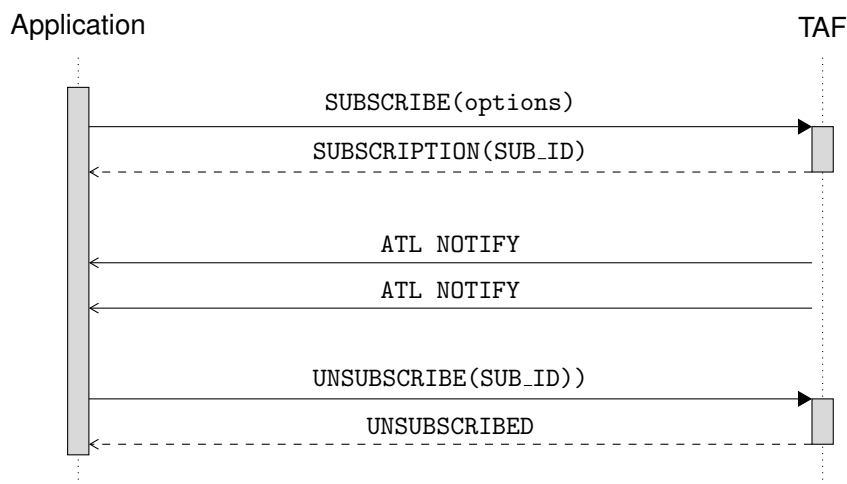 Application TAF
SUBSCRIBE(options)
SUBSCRIPTION(SUB_ID)
ATL NOTIFY
ATL NOTIFY
UNSUBSCRIBE(SUB_ID))
UNSUBSCRIBED